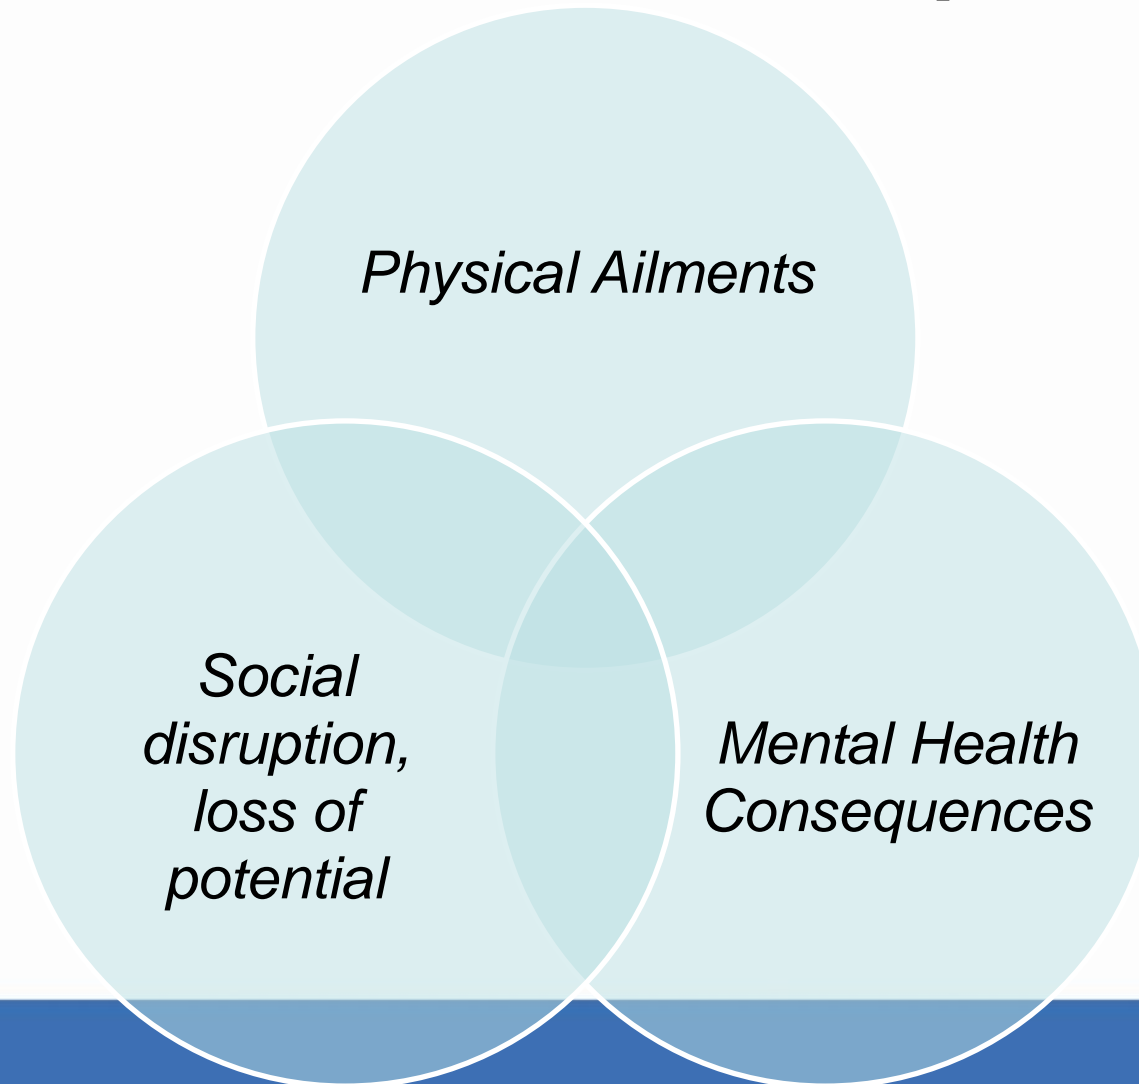 Physical Ailments
Social
disruption,
loss of
potential
Mental Health
Consequences